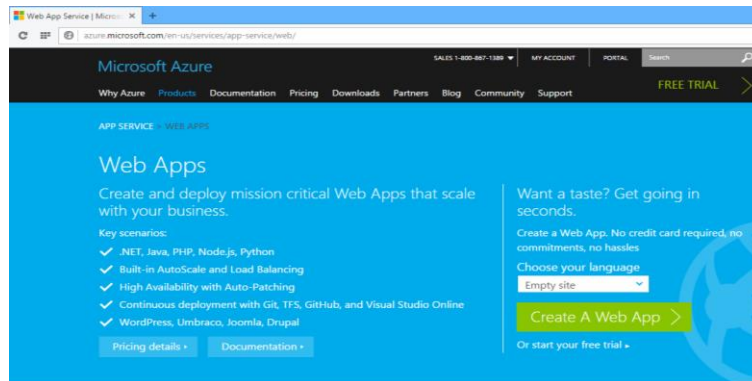 Web App Service | Micros
azure.microsoft.com/en-us/services/app-service/web/
SALES 1-800-867-1389 MY ACCOUNT PORTAL Search
Microsoft Azure
FREE TRIAL
Why Azure Products Documentation Pricing Downloads Partners Blog Community Support
APP SERVICE > WEB APPS
Web Apps
Create and deploy mission critical Web Apps that scale
with your business.
Key scenarios:
.NET, Java, PHP, Node.js, Python
Built-in AutoScale and Load Balancing
High Availability with Auto-Patching
Continuous deployment with Git, TFS, GitHub, and Visual Studio Online
WordPress, Umbraco, Joomla, Drupal
Pricing details Documentation
Want a taste? Get going in
seconds.
Create a Web App. No credit card required, no
commitments, no hassles
Choose your language
Empty site
Create A Web App
Or start your free trial